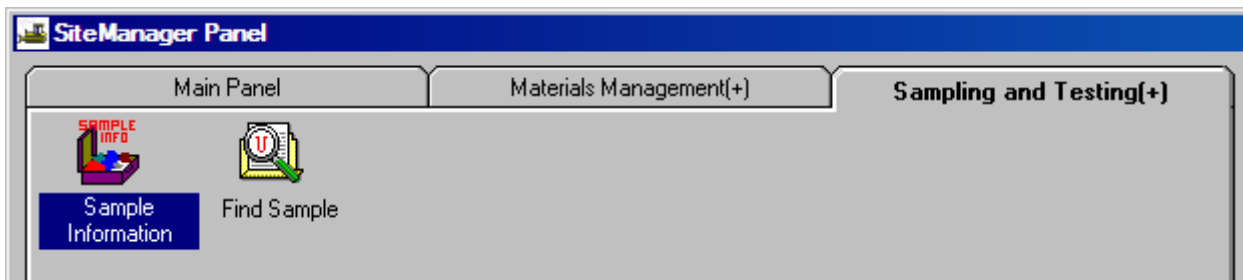 SiteManager Panel
Main Panel
Materials Management(+)
Sampling and Testing(+)
SAMPLE
INFO
U
Sample
Information
Find Sample